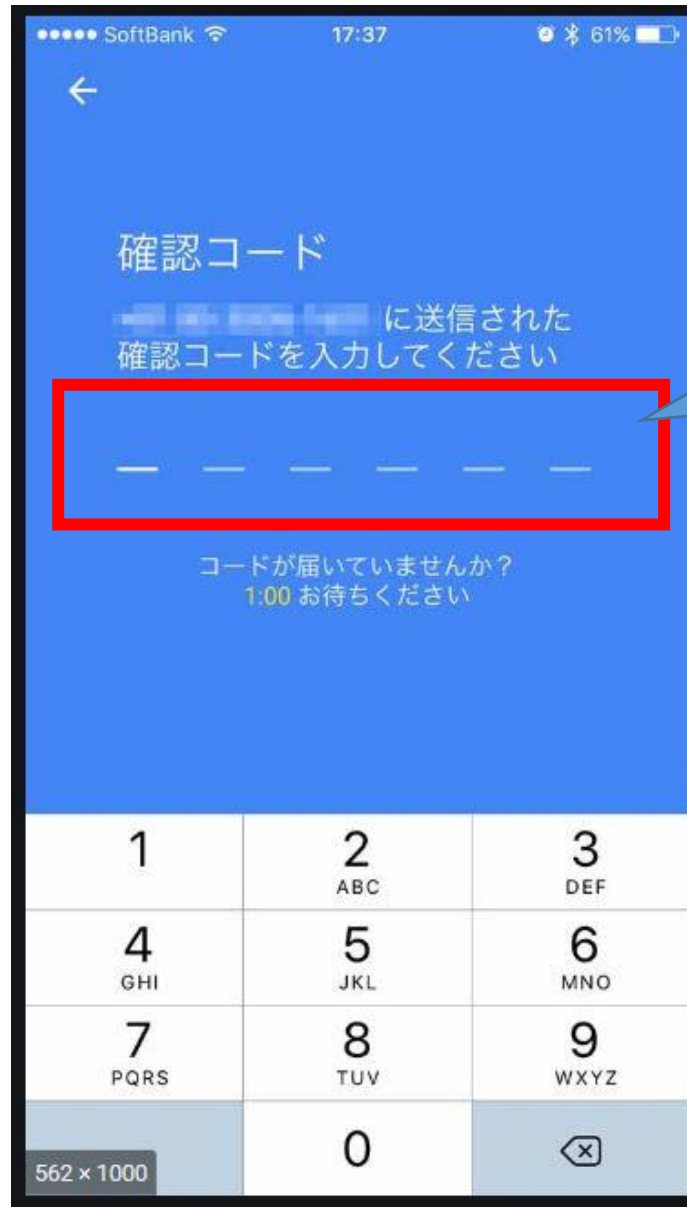 SoftBank 17:37 61%
確認コード
に送信された
確認コードを入力してください
コードが届いていませんか？
1:00 お待ちください
1 2 3
ABC DEF
4 5 6
GHI JKL MNO
7 8 9
PQRS TUV WXYZ
0
562 × 1000